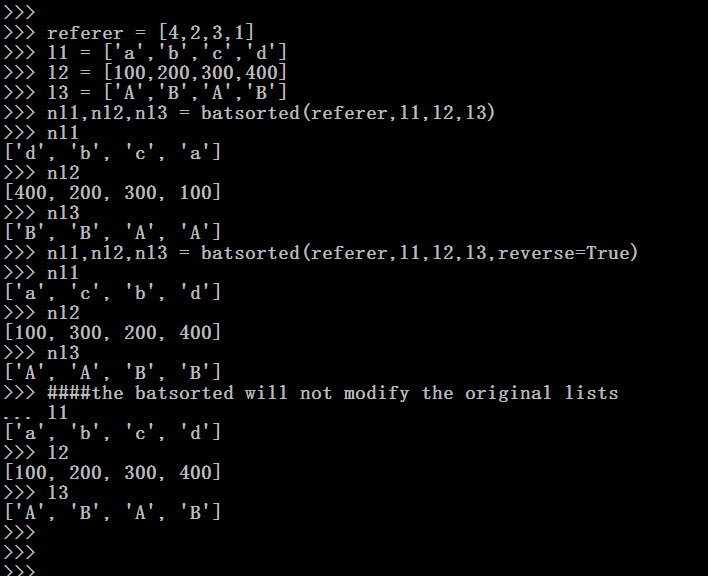 >>>
>>> referer = [4,2,3,1]
>>> l1 = ['a','b','c','d']
>>> l2 = [100,200,300,400]
>>> l3 = ['A','B','A','B']
>>> nl1,nl2,nl3 = batsorted(referer,l1,l2,l3)
>>> nl1
['d', 'b', 'c', 'a']
>>> nl2
[400, 200, 300, 100]
>>> nl3
['B', 'B', 'A', 'A']
>>> nl1,nl2,nl3 = batsorted(referer,l1,l2,l3,reverse=True)
>>> nl1
['a', 'c', 'b', 'd']
>>> nl2
[100, 300, 200, 400]
>>> nl3
['A', 'A', 'B', 'B']
>>> ####the batsorted will not modify the original lists
... l1
['a', 'b', 'c', 'd']
>>> l2
[100, 200, 300, 400]
>>> l3
['A', 'B', 'A', 'B']
>>>
>>>
>>>